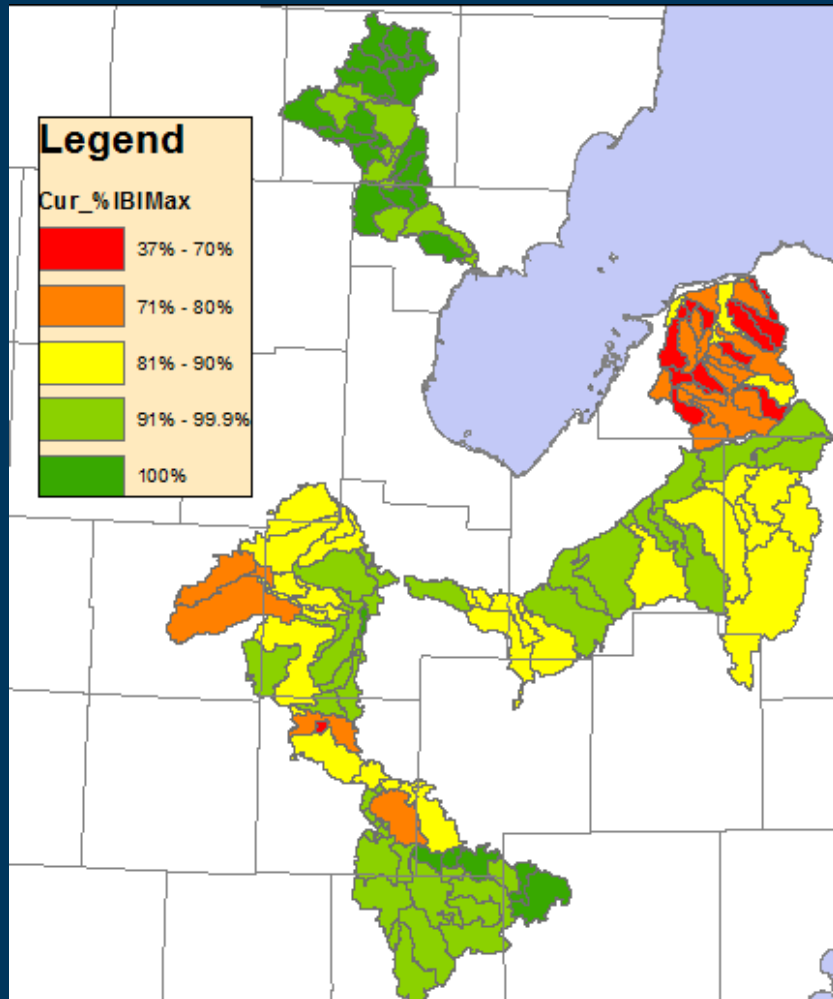 Legend
Cur_%IBIMax
37% - 70%
71% - 80%
81% - 90%
91% - 99.9%
100%